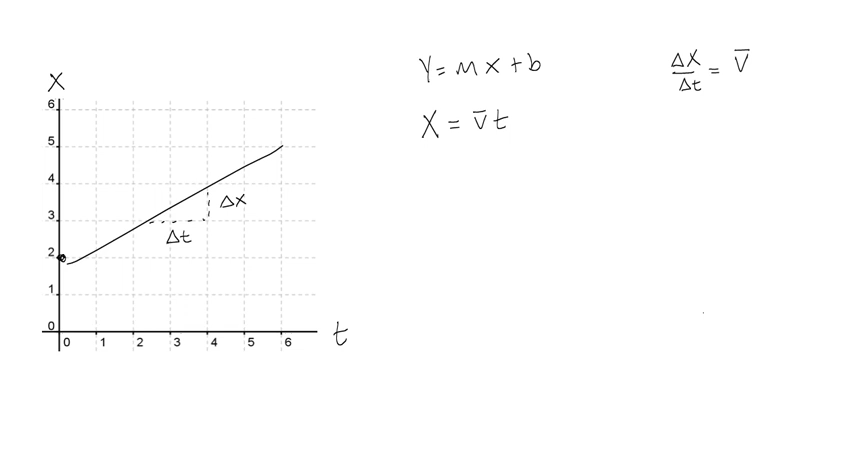 Y = mx + b
ΔX/Δt = V̄
X
X = V̄t
6
5
4
3
2
1
0
ΔX
Δt
0 1 2 3 4 5 6
t